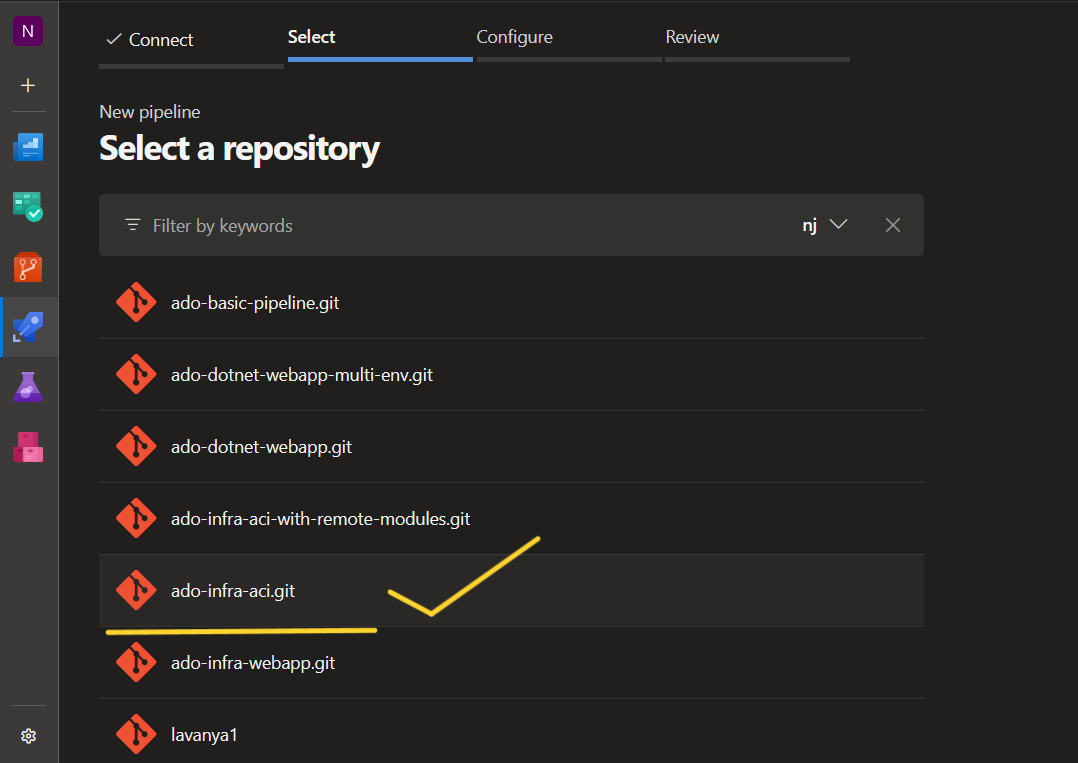 N
Connect
Select
Configure
Review
New pipeline
Select a repository
Filter by keywords
nj
ado-basic-pipeline.git
ado-dotnet-webapp-multi-env.git
ado-dotnet-webapp.git
ado-infra-aci-with-remote-modules.git
ado-infra-aci.git
ado-infra-webapp.git
lavanya1